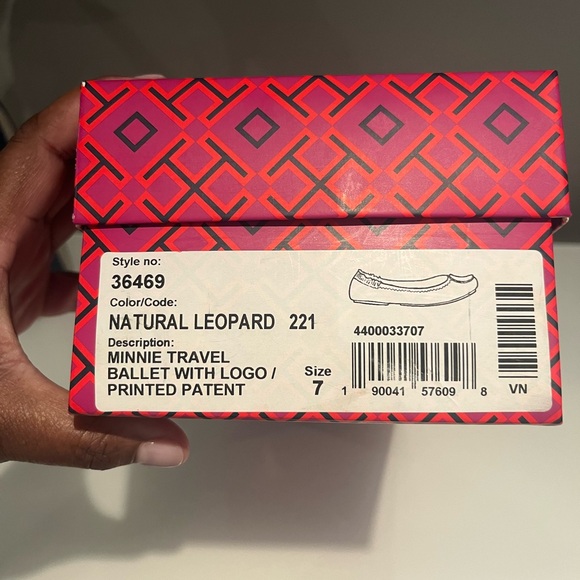 Style no:
36469
Color/Code:
NATURAL LEOPARD 221
Description:
MINNIE TRAVEL
BALLET WITH LOGO /
PRINTED PATENT
Size
7
4400033707
1 90041 57609 8
VN